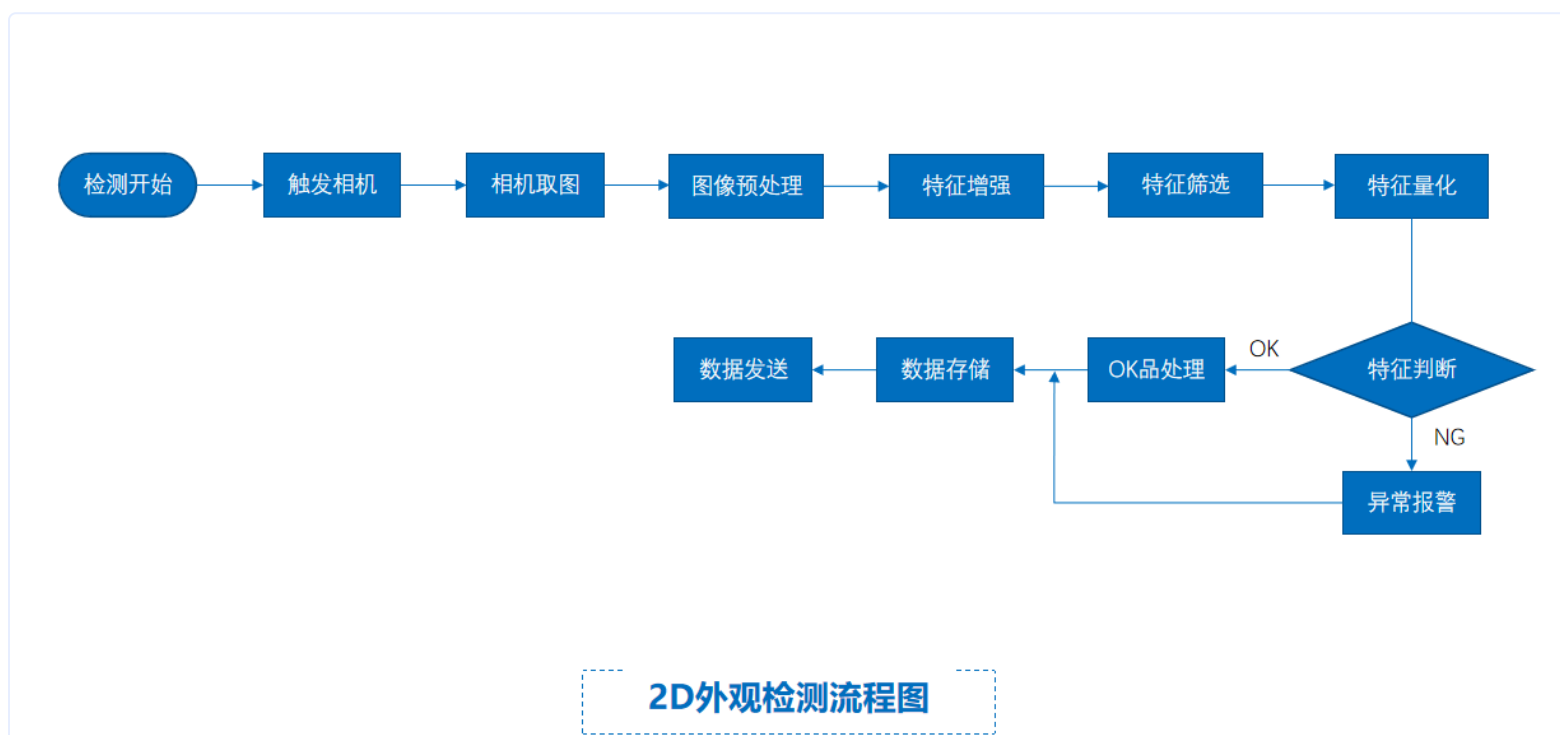 检测开始
触发相机
相机取图
图像预处理
特征增强
特征筛选
特征量化
特征判断
OK
OK品处理
数据存储
数据发送
NG
异常报警
2D外观检测流程图